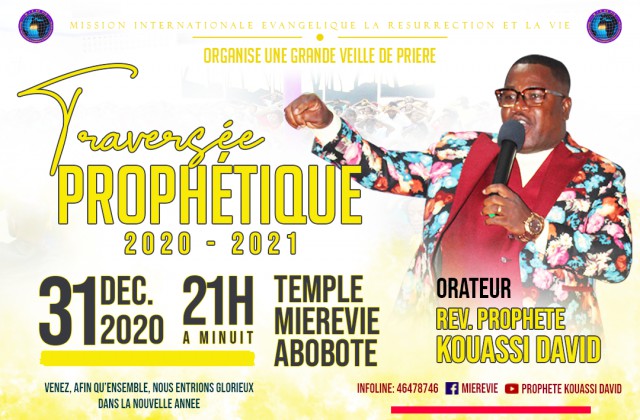 MISSION INTERNATIONALE EVANGELIQUE LA RESURRECTION ET LA VIE
ORGANISE UNE GRANDE VEILLE DE PRIERE
Traversée
PROPHÉTIQUE
2020 - 2021
31 DEC. 2020
21H A MINUIT
TEMPLE
MIEREVIE
ABOBOTE
ORATEUR
REV. PROPHETE
KOUASSI DAVID
VENEZ, AFIN QU'ENSEMBLE, NOUS ENTRIONS GLORIEUX
DANS LA NOUVELLE ANNEE
INFOLINE: 46478746 MIEREVIE PROPHETE KOUASSI DAVID